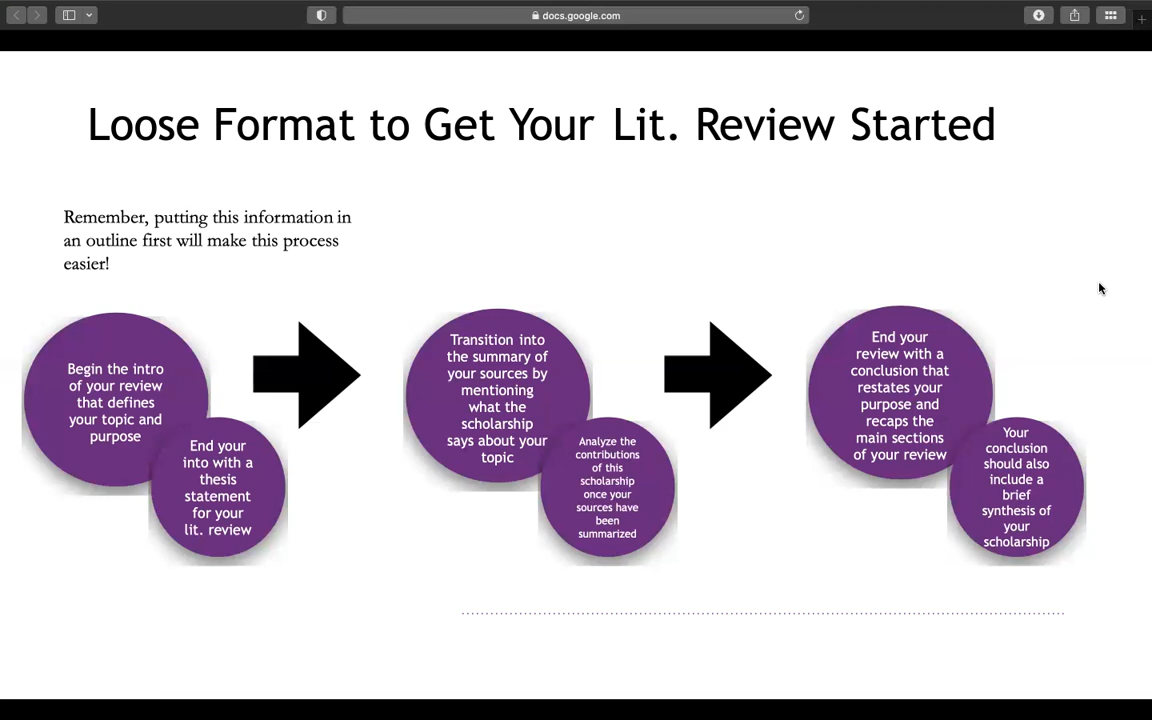 docs.google.com
Loose Format to Get Your Lit. Review Started
Remember, putting this information in
an outline first will make this process
easier!
Begin the intro
of your review
that defines
your topic and
purpose
End your
into with a
thesis
statement
for your
lit. review
Transition into
the summary of
your sources by
mentioning
what the
scholarship
says about your
topic
Analyze the
contributions
of this
scholarship
once your
sources have
been
summarized
End your
review with a
conclusion that
restates your
purpose and
recaps the
main sections
of your review
Your
conclusion
should also
include a
brief
synthesis of
your
scholarship